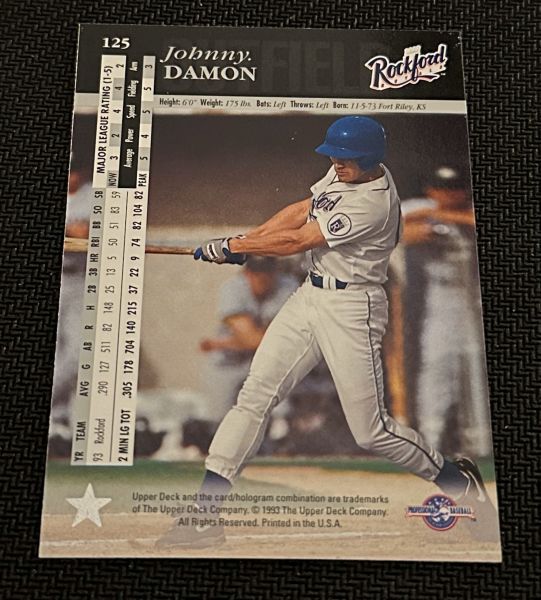 125
Johnny
DAMON
Rockford
Height: 6'0" Weight: 175 lbs. Bats: Left Throws: Left Born: 11-5-73 Fort Riley, KS
MAJOR LEAGUE RATING (1-5)
Average Power Speed Fielding Arm
NOW 3 2 4 4 2
PEAK 5 4 5 5 3
YR TEAM AVG G AB R H 2B 3B HR RBI BB SO SB
93 Rockford .290 127 511 82 148 25 13 5 50 51 83 59
2 MIN LG TOT .305 178 704 140 215 37 22 9 74 82 104 82
Upper Deck and the card/hologram combination are trademarks
of The Upper Deck Company. © 1993 The Upper Deck Company.
All Rights Reserved. Printed in the U.S.A.
PROFESSIONAL BASEBALL